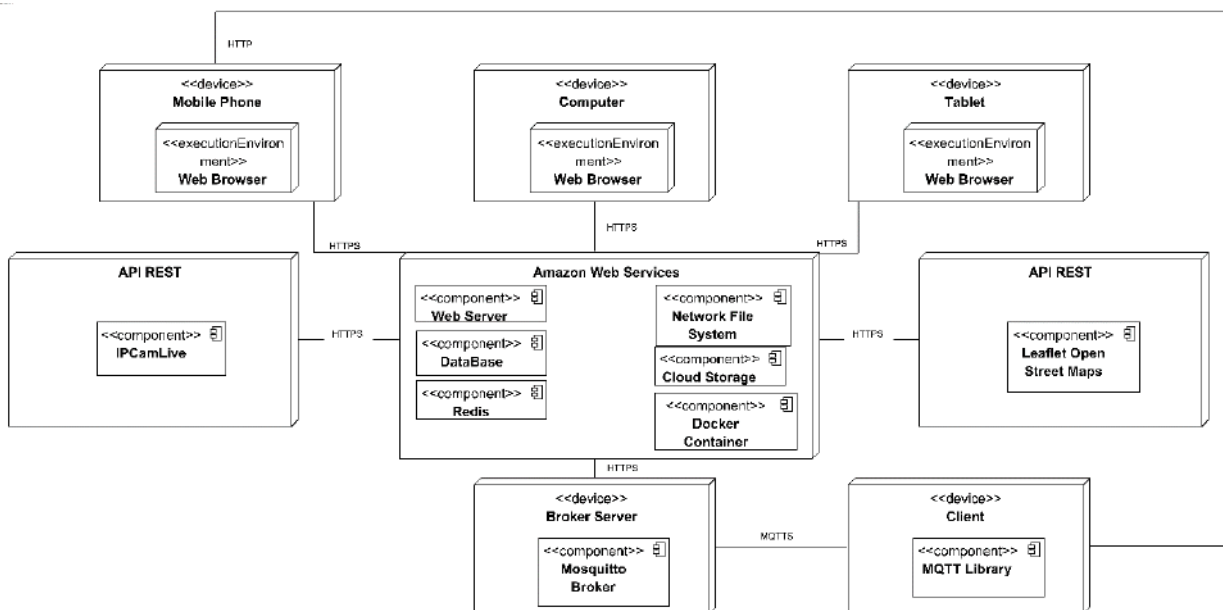 HTTP
<<device>>
Mobile Phone
<<executionEnviron
ment>>
Web Browser
<<device>>
Computer
<<executionEnviron
ment>>
Web Browser
<<device>>
Tablet
<<executionEnviron
ment>>
Web Browser
HTTPS
HTTPS
HTTPS
API REST
<<component>>
IPCamLive
HTTPS
Amazon Web Services
<<component>>
Web Server
<<component>>
DataBase
<<component>>
Redis
<<component>>
Network File
System
<<component>>
Cloud Storage
<<component>>
Docker
Container
HTTPS
API REST
<<component>>
Leaflet Open
Street Maps
HTTPS
<<device>>
Broker Server
<<component>>
Mosquitto
Broker
MQTTS
<<device>>
Client
<<component>>
MQTT Library